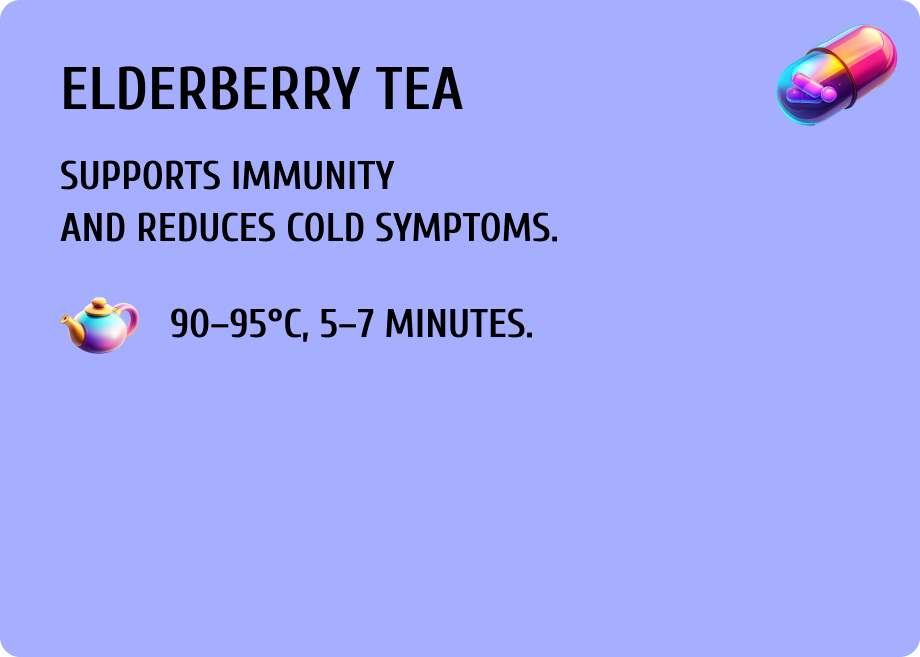 ELDERBERRY TEA
SUPPORTS IMMUNITY
AND REDUCES COLD SYMPTOMS.
90–95°C, 5–7 MINUTES.